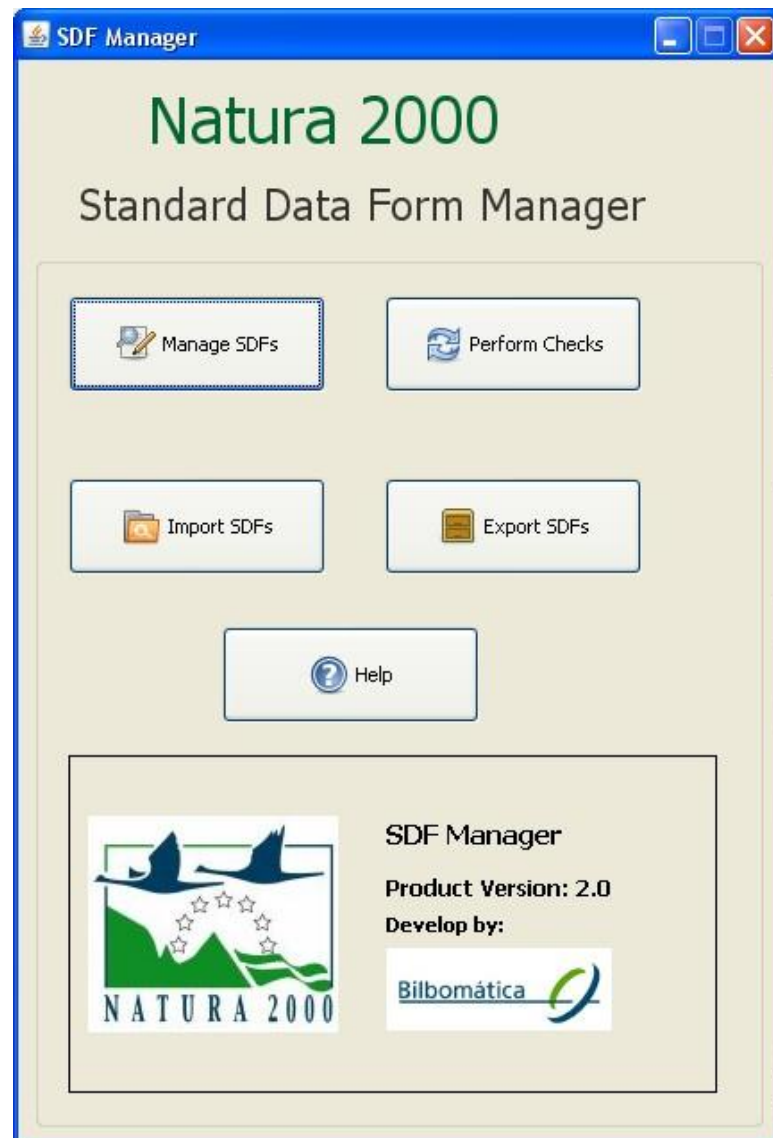 SDF Manager
Natura 2000
Standard Data Form Manager
Manage SDFs
Perform Checks
Import SDFs
Export SDFs
Help
NATURA 2000
SDF Manager
Product Version: 2.0
Develop by:
Bilbomática